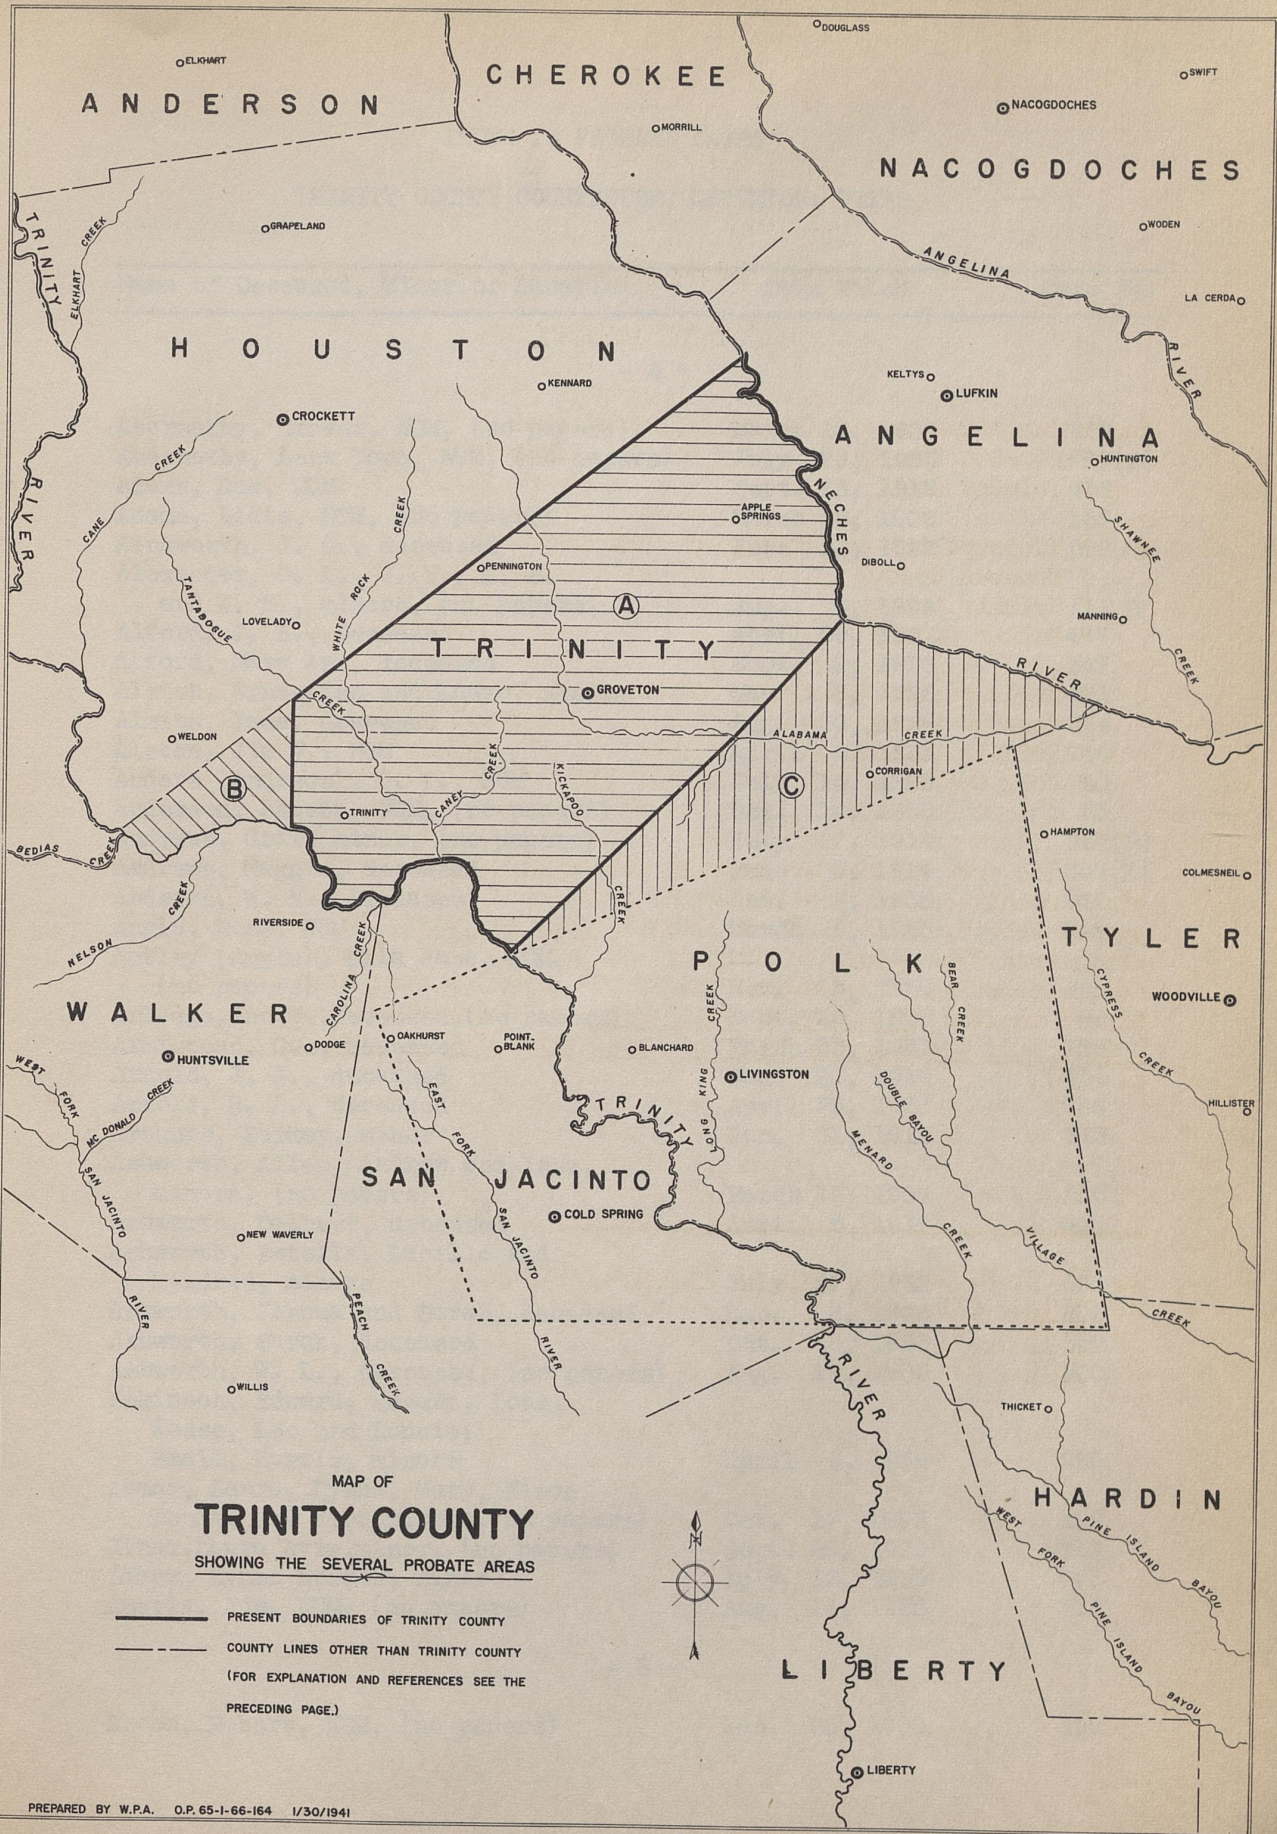 DOUGLASS
ELKHART
CHEROKEE
SWIFT
ANDERSON
NACOGDOCHES
MORRILL
NACOGDOCHES
TRINITY
ELKHART CREEK
GRAPELAND
WODEN
ANGELINA
LA CERDA
HOUSTON
RIVER
KENNARD
KELTYS
LUFKIN
CROCKETT
ANGELINA
HUNTINGTON
CREEK
CANE
RIVER
CREEK
NECHES
APPLE
SPRINGS
SHAWNEE
PENNINGTON
DIBOLL
TANTABOGUE
WHITE ROCK
A
LOVELADY
MANNING
TRINITY
RIVER
CREEK
GROVETON
CREEK
WELDON
ALABAMA CREEK
CREEK
KICKAPOO
B
C
CORRIGAN
CANEY
TRINITY
HAMPTON
BEDIAS CREEK
COLMESNEIL
CREEK
CREEK
RIVERSIDE
NELSON
CREEK
TYLER
POLK
BEAR CREEK
CYPRESS
CAROLINA
CREEK
WOODVILLE
WALKER
DODGE
OAKHURST
POINT-
BLANK
BLANCHARD
HUNTSVILLE
WEST FORK
LIVINGSTON
CREEK
LONG KING
DOUBLE BAYOU
MC DONALD CREEK
EAST FORK
TRINITY
HILLISTER
MENARD
SAN JACINTO
SAN JACINTO
COLD SPRING
SAN JACINTO
NEW WAVERLY
CREEK
VILLAGE
CREEK
RIVER
PEACH CREEK
RIVER
RIVER
WILLIS
THICKET
MAP OF
TRINITY COUNTY
SHOWING THE SEVERAL PROBATE AREAS
HARDIN
WEST FORK PINE ISLAND BAYOU
PINE ISLAND BAYOU
N
PRESENT BOUNDARIES OF TRINITY COUNTY
COUNTY LINES OTHER THAN TRINITY COUNTY
(FOR EXPLANATION AND REFERENCES SEE THE
PRECEDING PAGE.)
LIBERTY
LIBERTY
PREPARED BY W.P.A. O.P. 65-1-66-164 1/30/1941